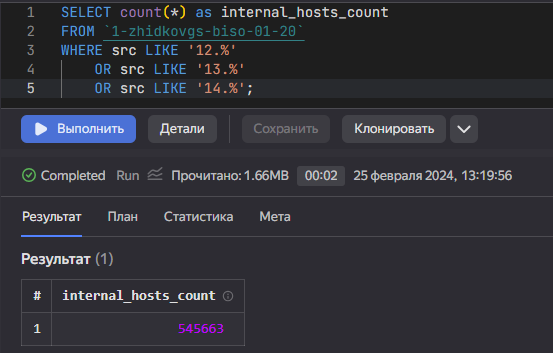 1 SELECT count(*) as internal_hosts_count
2 FROM `1-zhidkovgs-biso-01-20`
3 WHERE src LIKE '12.%'
4 OR src LIKE '13.%'
5 OR src LIKE '14.%';
Выполнить Детали Сохранить Клонировать
Completed Run Прочитано: 1.66MB 00:02 25 февраля 2024, 13:19:56
Результат План Статистика Мета
Результат (1)
# internal_hosts_count
1 545663